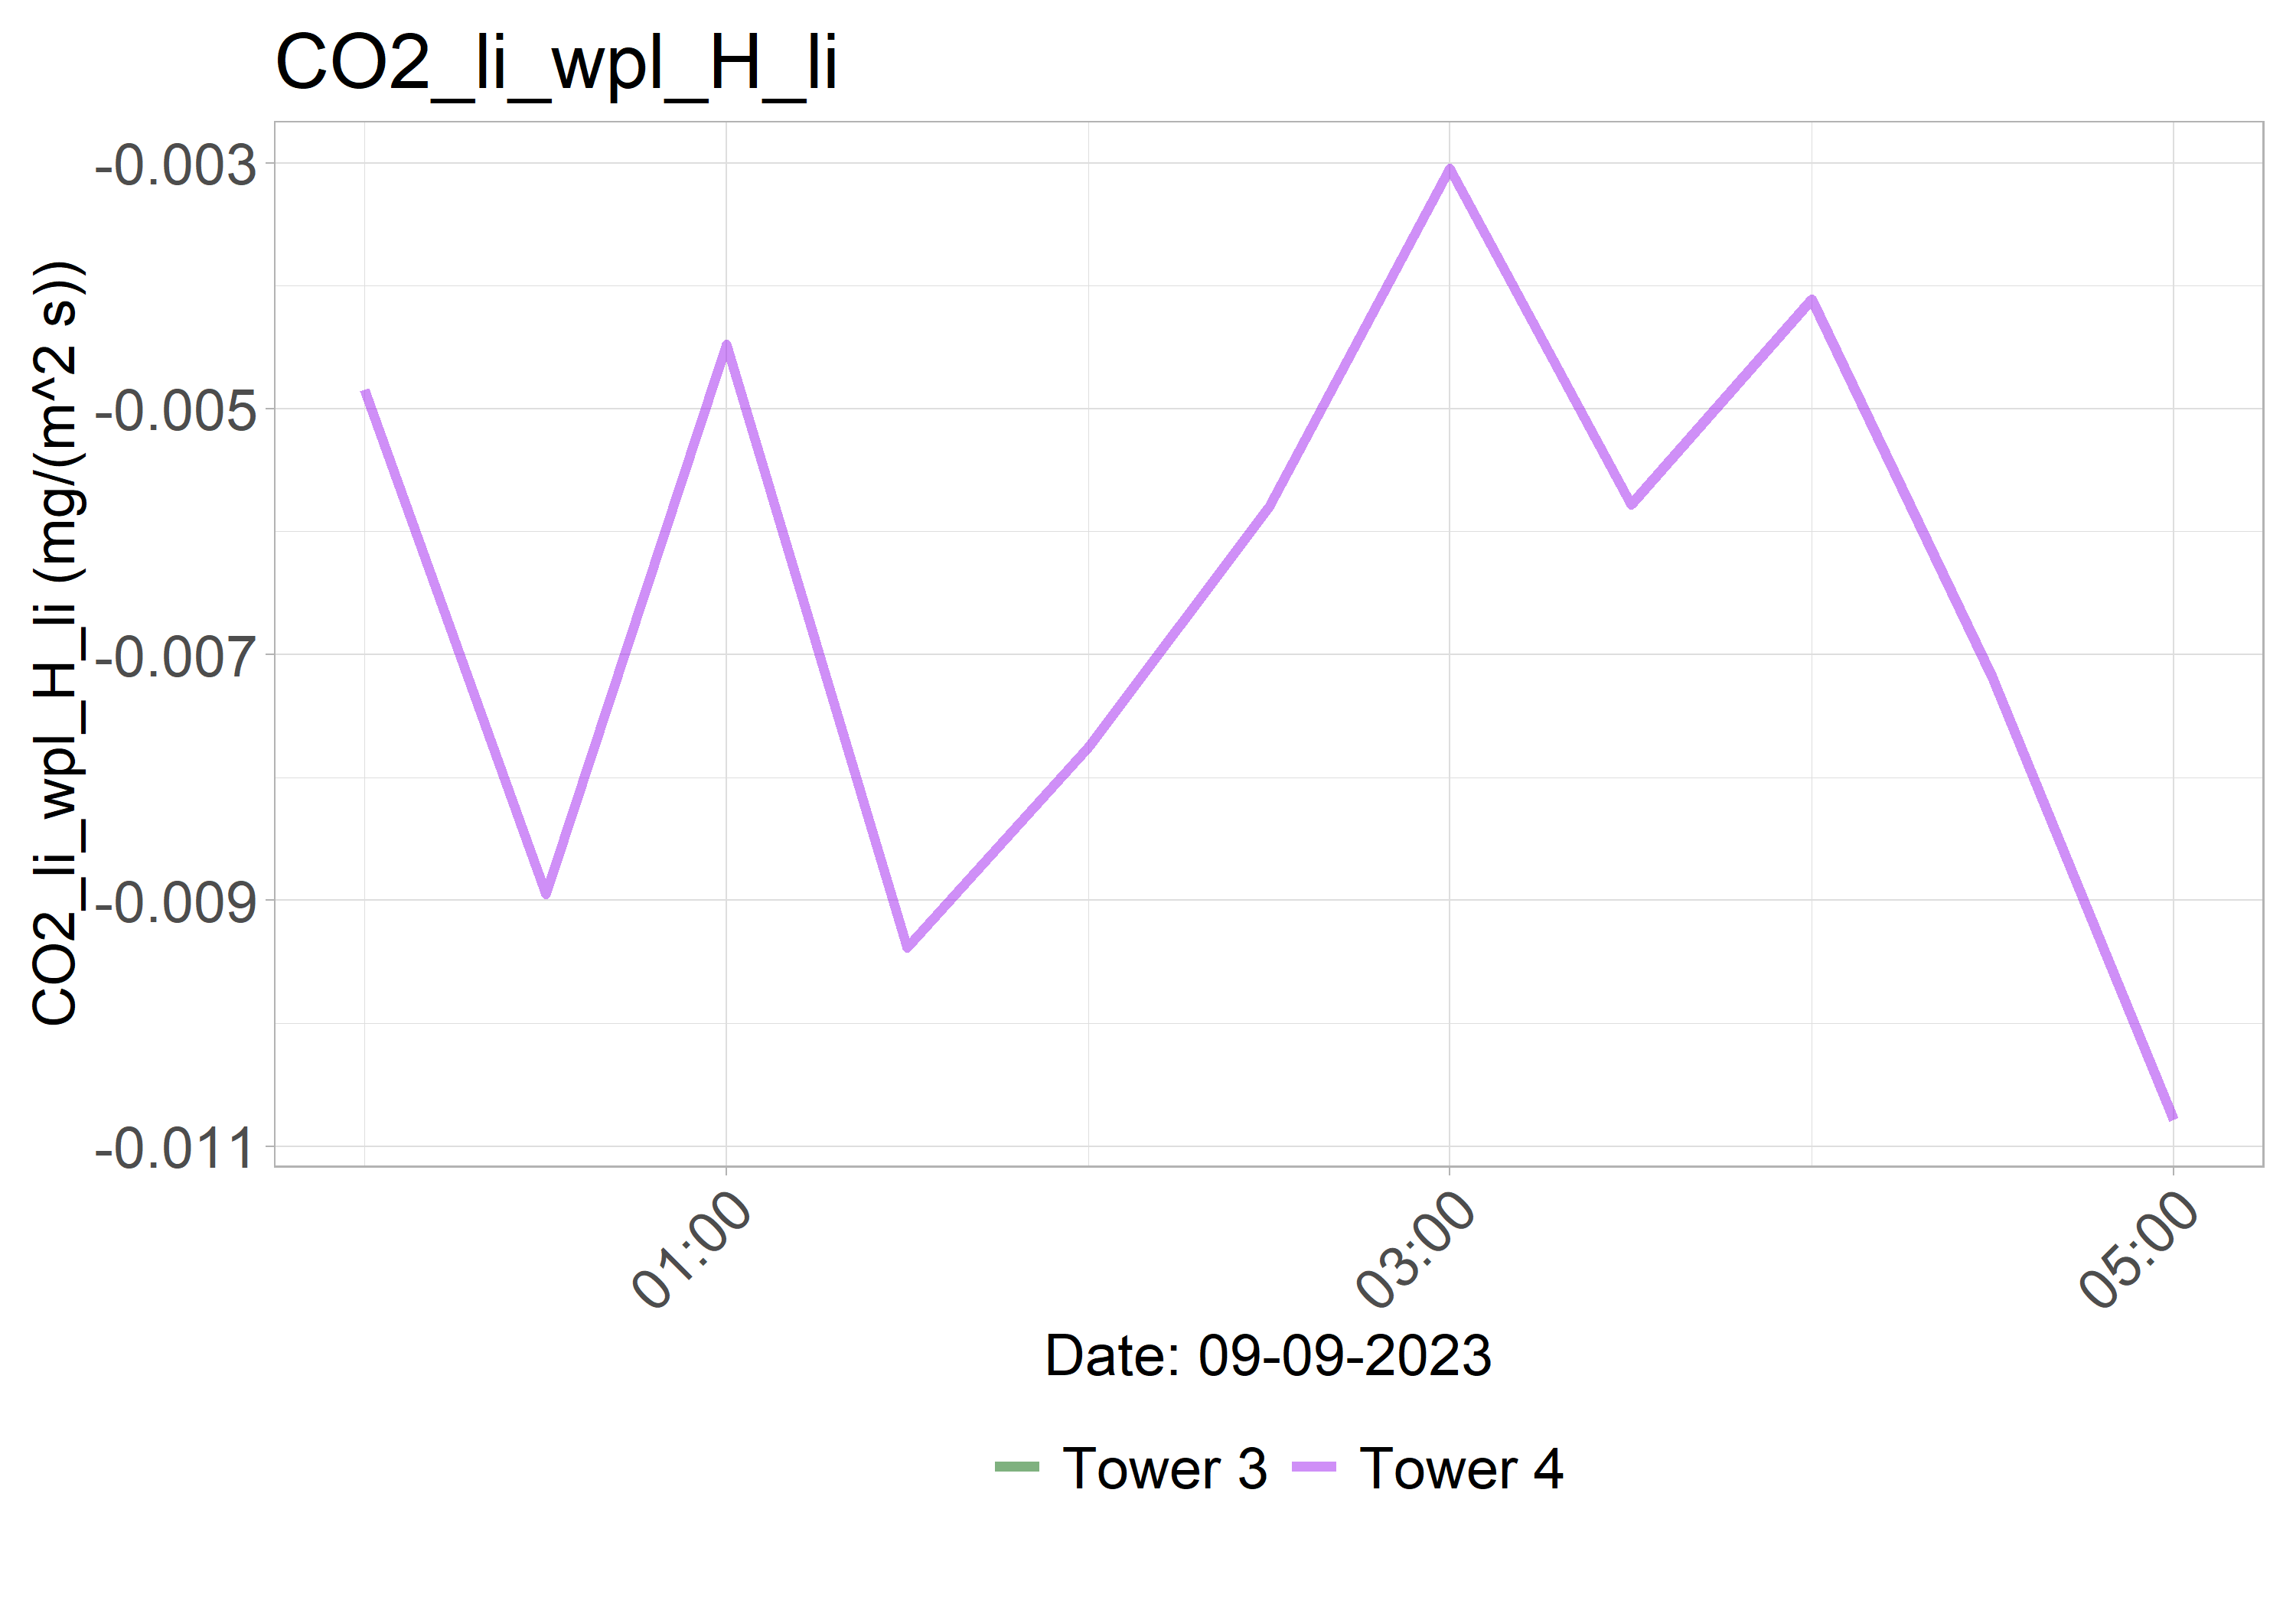 CO2_li_wpl_H_li
CO2_li_wpl_H_li (mg/(m^2 s))
-0.003
-0.005
-0.007
-0.009
-0.011
01:00
03:00
05:00
Date: 09-09-2023
Tower 3
Tower 4